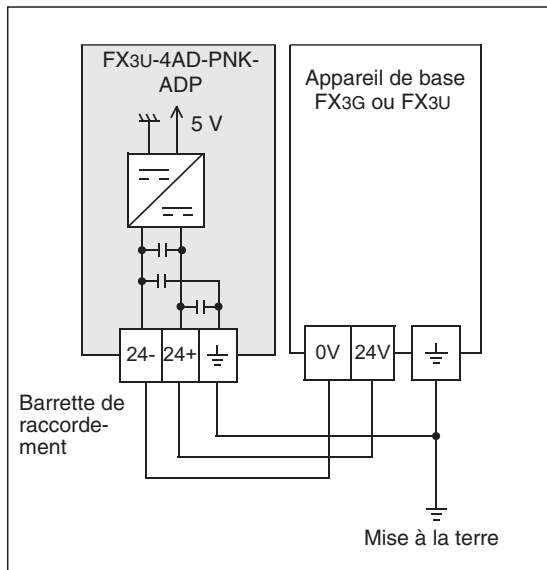 FX3U-4AD-PNK-
ADP
5 V
Appareil de base
FX3G ou FX3U
24-
24+
0V
24V
Barrette de
raccorde-
ment
Mise à la terre